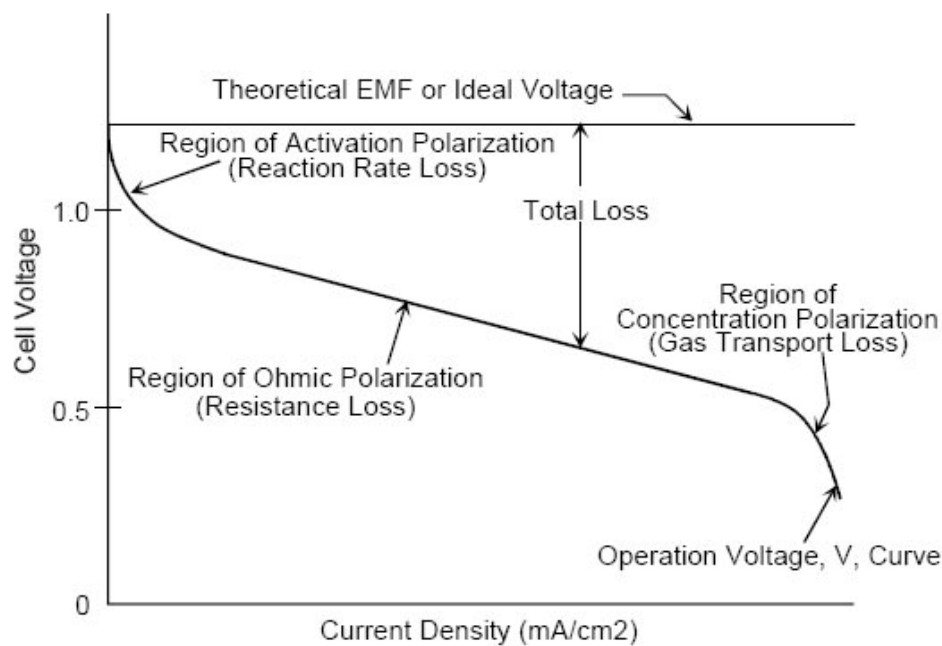 Theoretical EMF or Ideal Voltage
Region of Activation Polarization
(Reaction Rate Loss)
1.0
Total Loss
Cell Voltage
Region of
Concentration Polarization
(Gas Transport Loss)
Region of Ohmic Polarization
(Resistance Loss)
0.5
Operation Voltage, V, Curve
0
Current Density (mA/cm2)